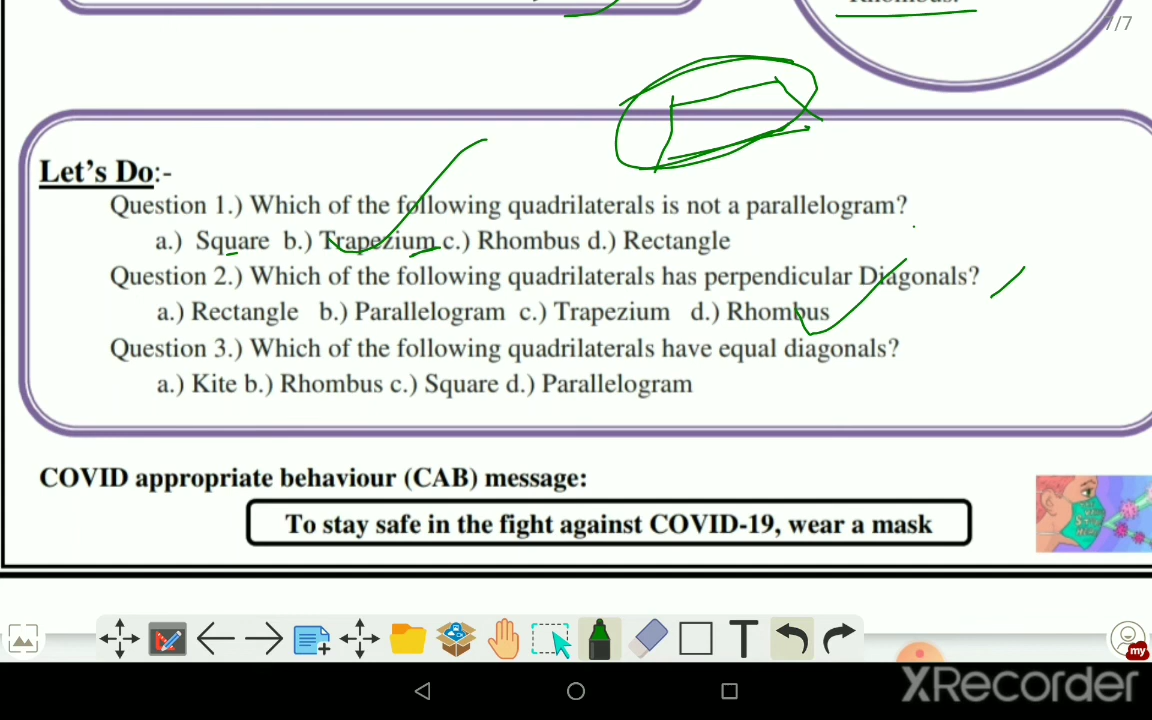 7/7
Let's Do:-
Question 1.) Which of the following quadrilaterals is not a parallelogram?
a.) Square b.) Trapezium c.) Rhombus d.) Rectangle
Question 2.) Which of the following quadrilaterals has perpendicular Diagonals?
a.) Rectangle b.) Parallelogram c.) Trapezium d.) Rhombus
Question 3.) Which of the following quadrilaterals have equal diagonals?
a.) Kite b.) Rhombus c.) Square d.) Parallelogram
COVID appropriate behaviour (CAB) message:
To stay safe in the fight against COVID-19, wear a mask
T
my
XRecorder